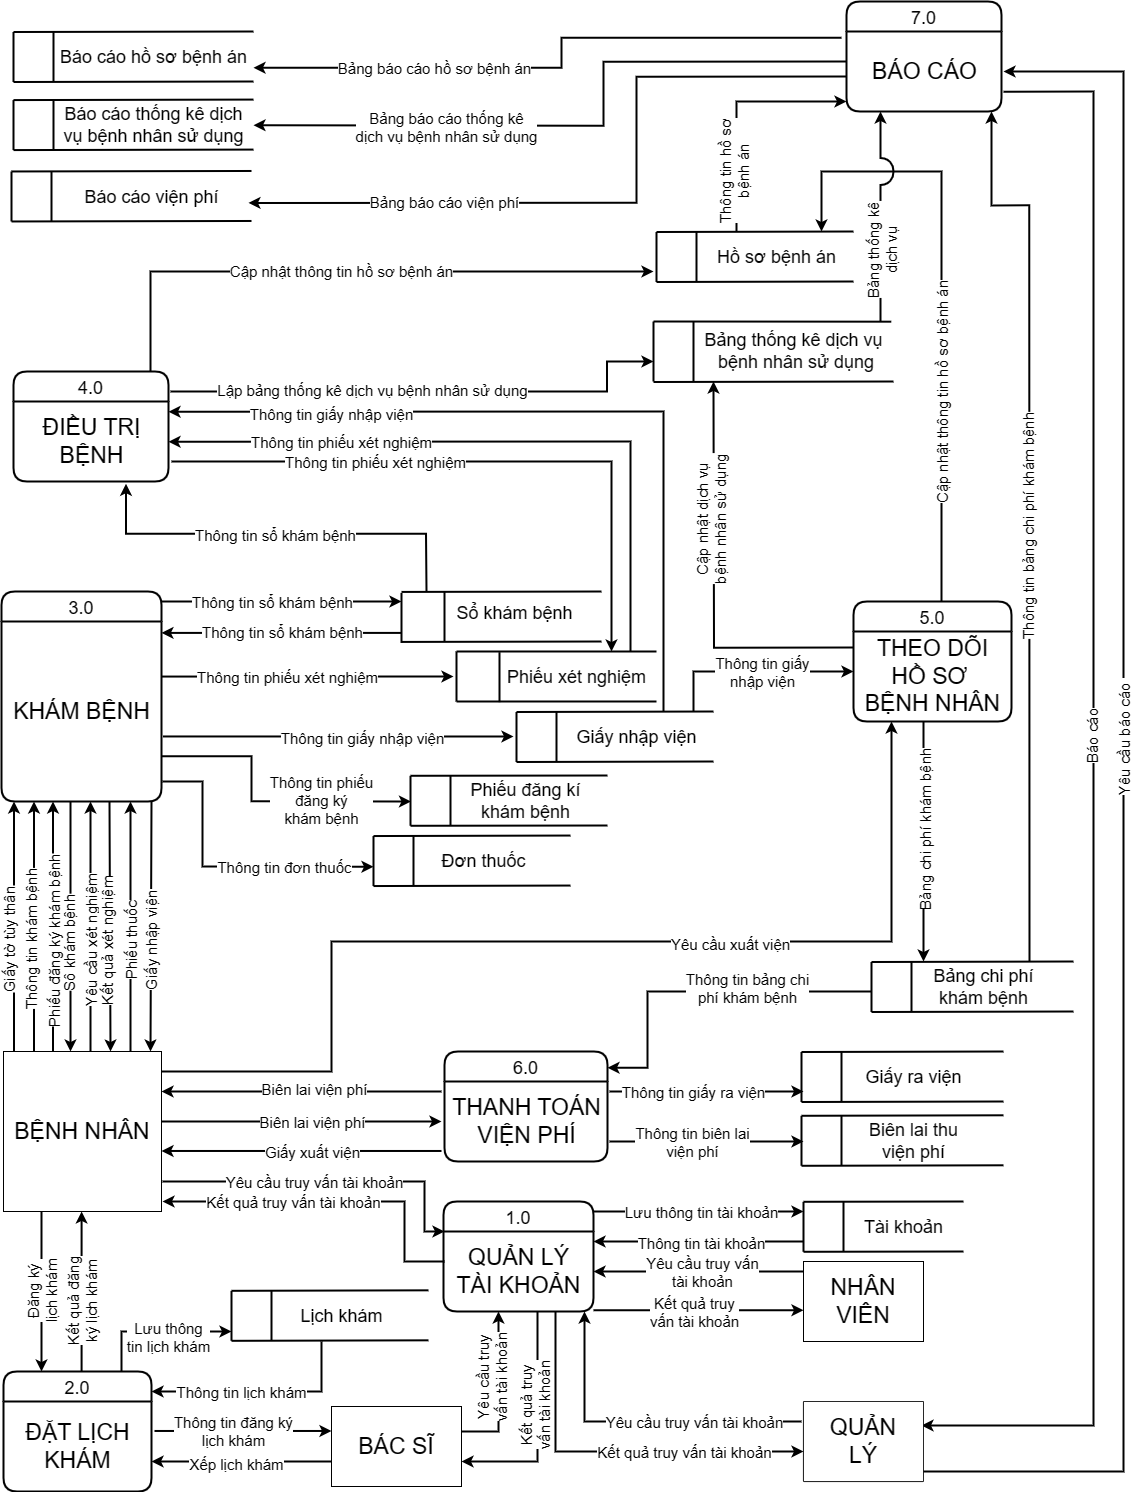 7.0
BÁO CÁO
Báo cáo hồ sơ bệnh án
Bảng báo cáo hồ sơ bệnh án
Báo cáo thống kê dịch
vụ bệnh nhân sử dụng
Bảng báo cáo thống kê
dịch vụ bệnh nhân sử dụng
Báo cáo viện phí
Bảng báo cáo viện phí
Thông tin hồ sơ
bệnh án
Hồ sơ bệnh án
Bảng thống kê
dịch vụ
Cập nhật thông tin hồ sơ bệnh án
Cập nhật thông tin hồ sơ bệnh án
Bảng thống kê dịch vụ
bệnh nhân sử dụng
4.0
ĐIỀU TRỊ
BỆNH
Lập bảng thống kê dịch vụ bệnh nhân sử dụng
Thông tin giấy nhập viện
Thông tin phiếu xét nghiệm
Thông tin phiếu xét nghiệm
Cập nhật dịch vụ
bệnh nhân sử dụng
Thông tin bảng chi phí khám bệnh
Thông tin sổ khám bệnh
3.0
KHÁM BỆNH
Thông tin sổ khám bệnh
Thông tin sổ khám bệnh
Sổ khám bệnh
5.0
THEO DÕI
HỒ SƠ
BỆNH NHÂN
Thông tin phiếu xét nghiệm
Phiếu xét nghiệm
Thông tin giấy
nhập viện
Thông tin giấy nhập viện
Giấy nhập viện
Báo cáo
Yêu cầu báo cáo
Thông tin phiếu
đăng ký
khám bệnh
Phiếu đăng kí
khám bệnh
Bảng chi phí khám bệnh
Thông tin đơn thuốc
Đơn thuốc
Giấy tờ tùy thân
Thông tin khám bệnh
Phiếu đăng ký khám bệnh
Sổ khám bệnh
Yêu cầu xét nghiệm
Kết quả xét nghiệm
Phiếu thuốc
Giấy nhập viện
Yêu cầu xuất viện
Thông tin bảng chi
phí khám bệnh
Bảng chi phí
khám bệnh
BỆNH NHÂN
Biên lai viện phí
Biên lai viện phí
Giấy xuất viện
6.0
THANH TOÁN
VIỆN PHÍ
Thông tin giấy ra viện
Giấy ra viện
Thông tin biên lai
viện phí
Biên lai thu
viện phí
Yêu cầu truy vấn tài khoản
Kết quả truy vấn tài khoản
1.0
QUẢN LÝ
TÀI KHOẢN
Lưu thông tin tài khoản
Thông tin tài khoản
Tài khoản
Yêu cầu truy vấn
tài khoản
Kết quả truy
vấn tài khoản
NHÂN
VIÊN
Đăng ký
lịch khám
Kết quả đăng
ký lịch khám
Lưu thông
tin lịch khám
Lịch khám
Thông tin lịch khám
2.0
ĐẶT LỊCH
KHÁM
Thông tin đăng ký
lịch khám
Xếp lịch khám
BÁC SĨ
Yêu cầu truy
vấn tài khoản
Kết quả truy
vấn tài khoản
Yêu cầu truy vấn tài khoản
Kết quả truy vấn tài khoản
QUẢN
LÝ